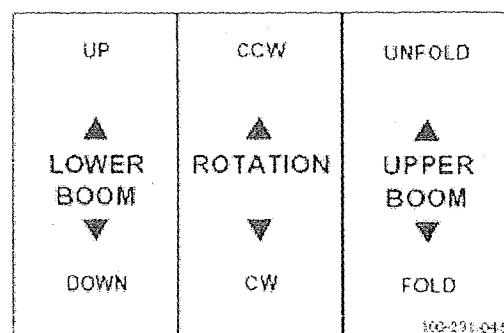 UP
LOWER
BOOM
DOWN
CCW
ROTATION
CW
UNFOLD
UPPER
BOOM
FOLD